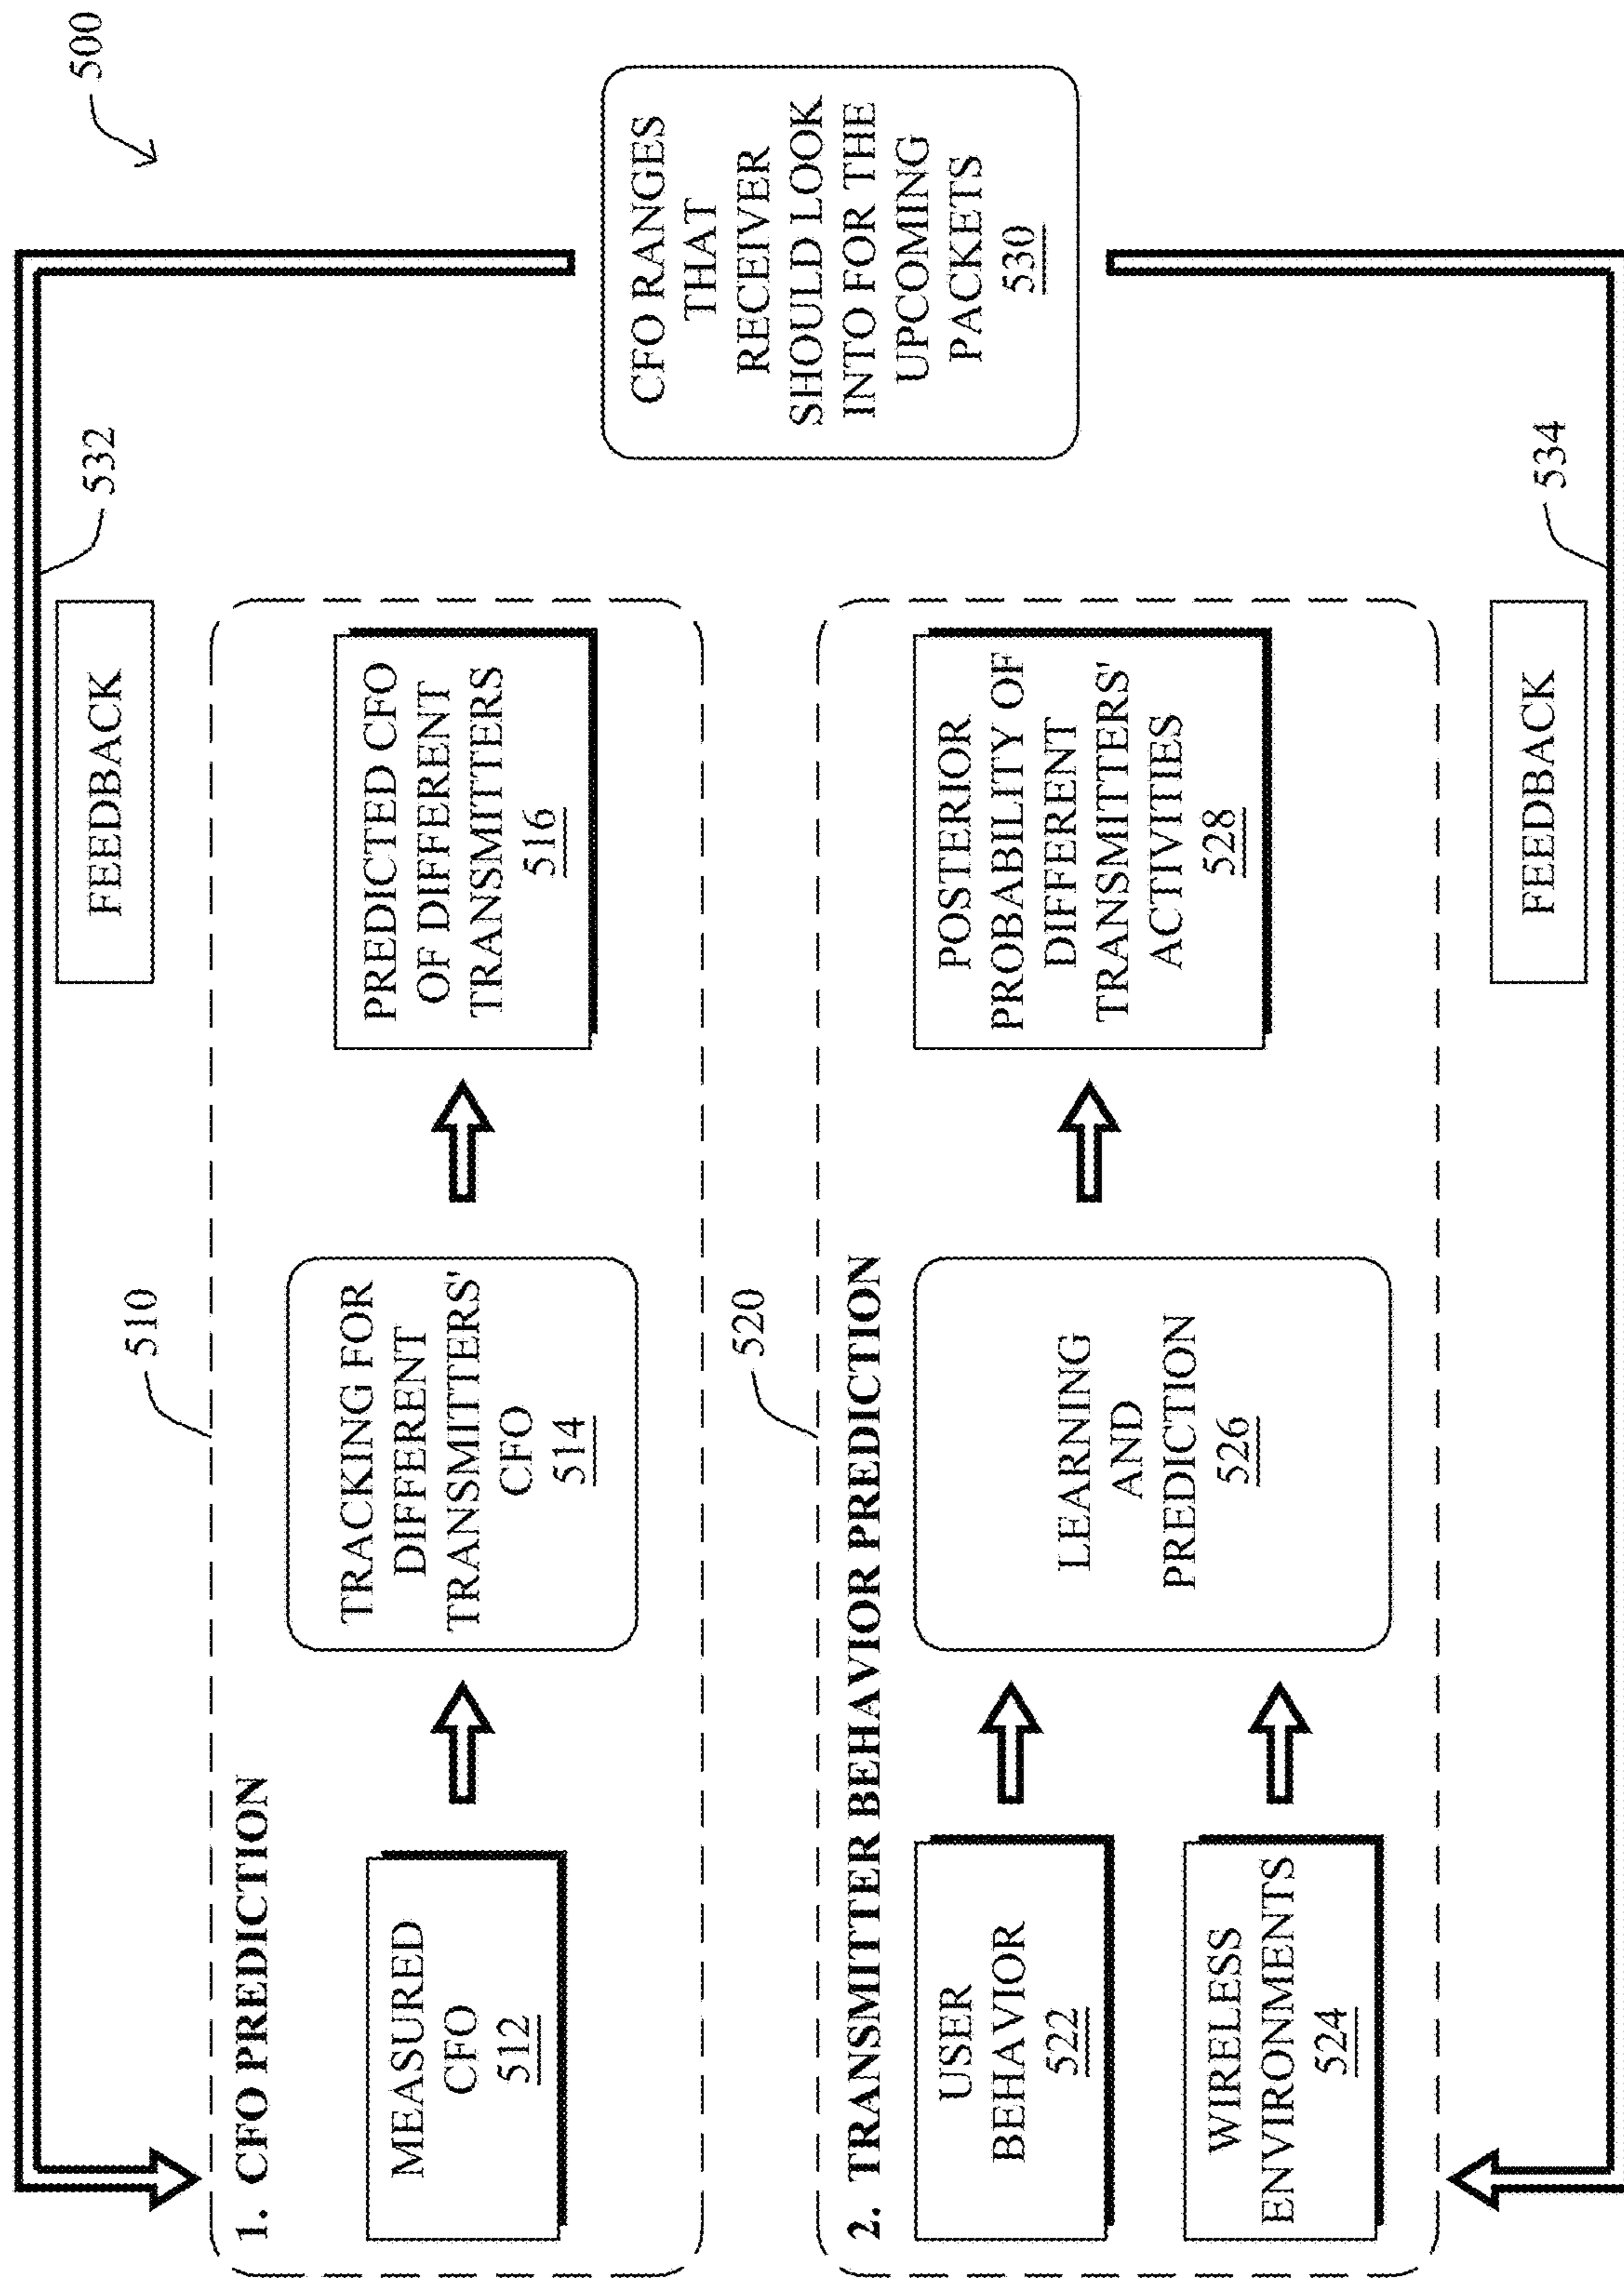 500
532
FEEDBACK
510
1. CFO PREDICTION
MEASURED
CFO
512
TRACKING FOR
DIFFERENT
TRANSMITTERS'
CFO
514
PREDICTED CFO
OF DIFFERENT
TRANSMITTERS
516
520
2. TRANSMITTER BEHAVIOR PREDICTION
USER
BEHAVIOR
522
WIRELESS
ENVIRONMENTS
524
LEARNING
AND
PREDICTION
526
POSTERIOR
PROBABILITY OF
DIFFERENT
TRANSMITTERS'
ACTIVITIES
528
CFO RANGES
THAT
RECEIVER
SHOULD LOOK
INTO FOR THE
UPCOMING
PACKETS
530
FEEDBACK
534